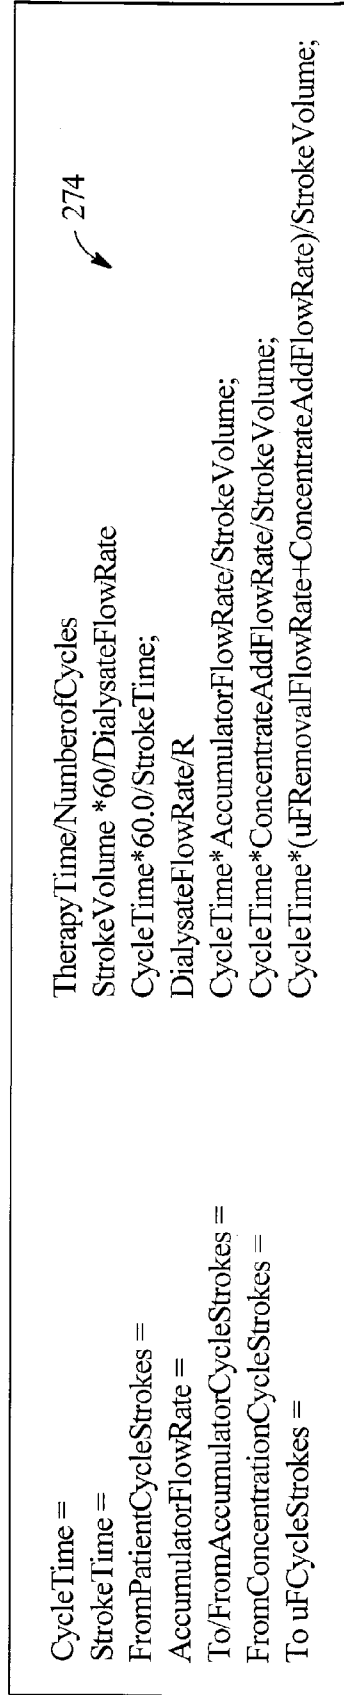 CycleTime = TherapyTime/NumberofCycles
StrokeTime = StrokeVolume *60/DialysateFlowRate
FromPatientCycleStrokes = CycleTime*60.0/StrokeTime;
AccumulatorFlowRate = DialysateFlowRate/R
To/FromAccumulatorCycleStrokes = CycleTime*AccumulatorFlowRate/StrokeVolume;
FromConcentrationCycleStrokes = CycleTime*ConcentrateAddFlowRate/StrokeVolume;
To uFCycleStrokes = CycleTime*(uFRemovalFlowRate+ConcentrateAddFlowRate)/StrokeVolume;
274